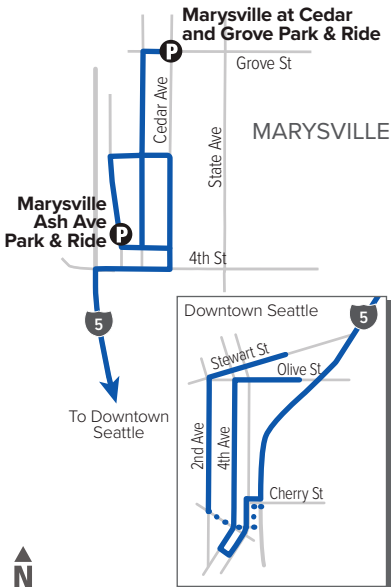 Marysville at Cedar
and Grove Park & Ride
P
Grove St
Cedar Ave
State Ave
MARYSVILLE
Marysville
Ash Ave
Park & Ride
P
4th St
5
To Downtown
Seattle
Downtown Seattle
5
Stewart St
Olive St
2nd Ave
4th Ave
Cherry St
N